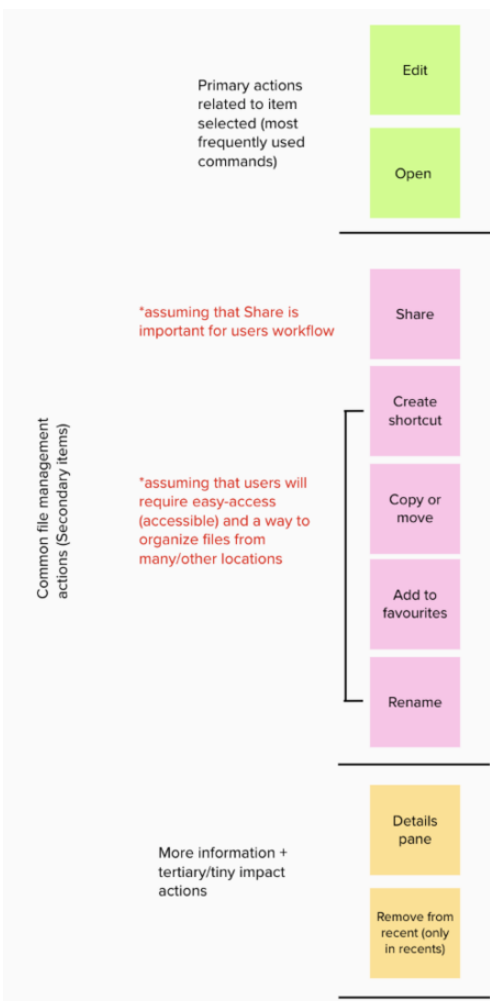 Primary actions
related to item
selected (most
frequently used
commands)
Edit
Open
Common file management
actions (Secondary items)
*assuming that Share is
important for users workflow
Share
*assuming that users will
require easy-access
(accessible) and a way to
organize files from
many/other locations
Create
shortcut
Copy or
move
Add to
favourites
Rename
More information +
tertiary/tiny impact
actions
Details
pane
Remove from
recent (only
in recents)